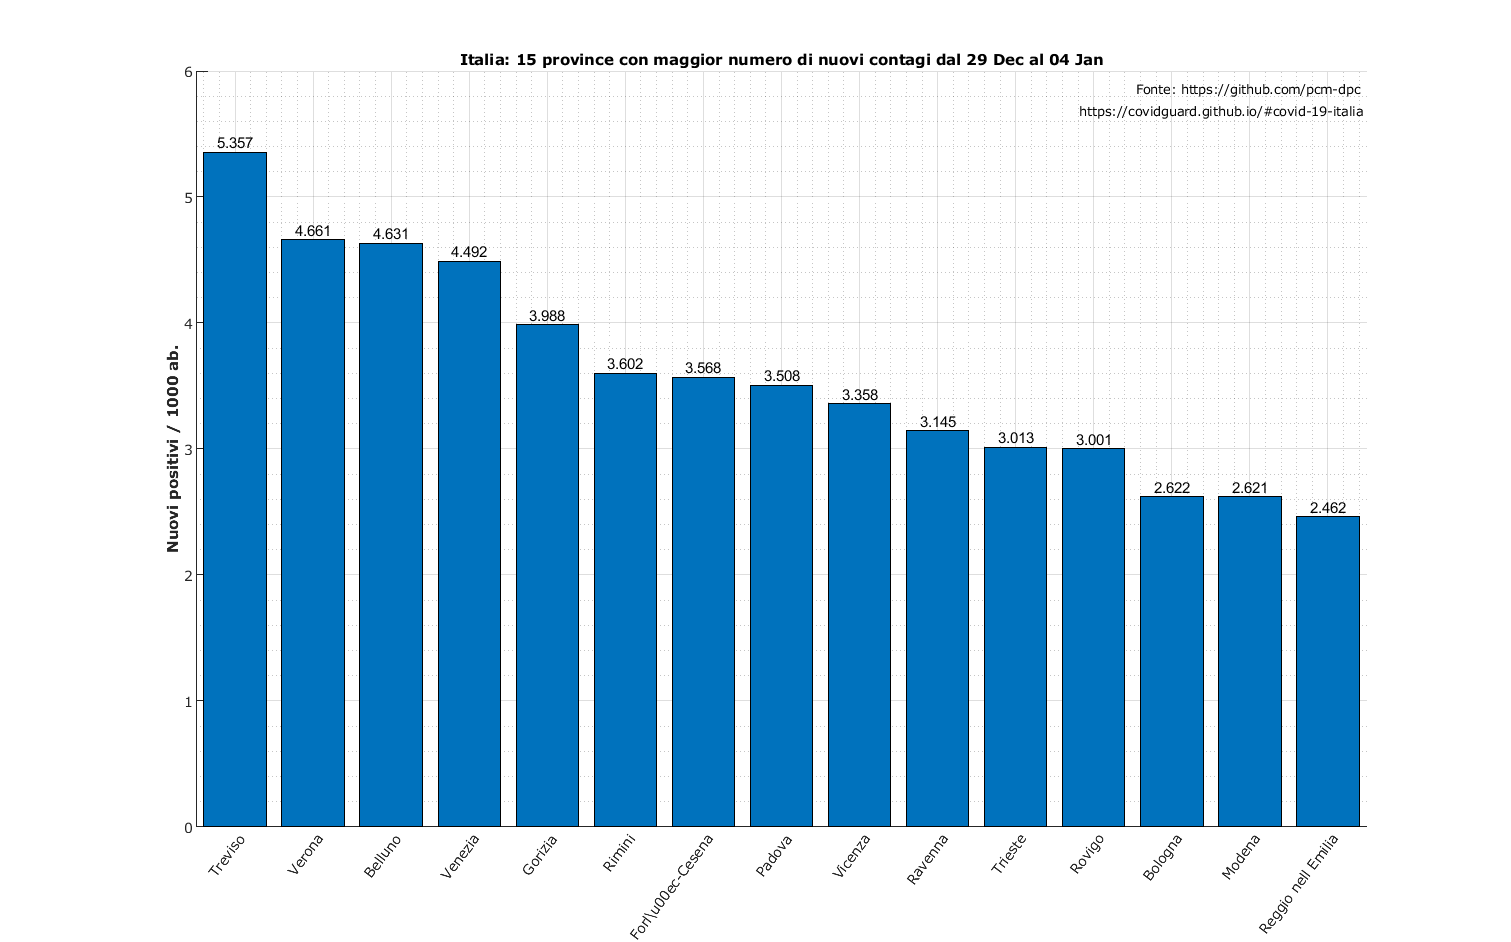 Italia: 15 province con maggior numero di nuovi contagi dal 29 Dec al 04 Jan
Fonte: https://github.com/pcm-dpc
https://covidguard.github.io/#covid-19-italia
Nuovi positivi / 1000 ab.
6
5
4
3
2
1
0
5.357
4.661
4.631
4.492
3.988
3.602
3.568
3.508
3.358
3.145
3.013
3.001
2.622
2.621
2.462
Treviso
Verona
Belluno
Venezia
Gorizia
Rimini
Forl\u00ec-Cesena
Padova
Vicenza
Ravenna
Trieste
Rovigo
Bologna
Modena
Reggio nell Emilia